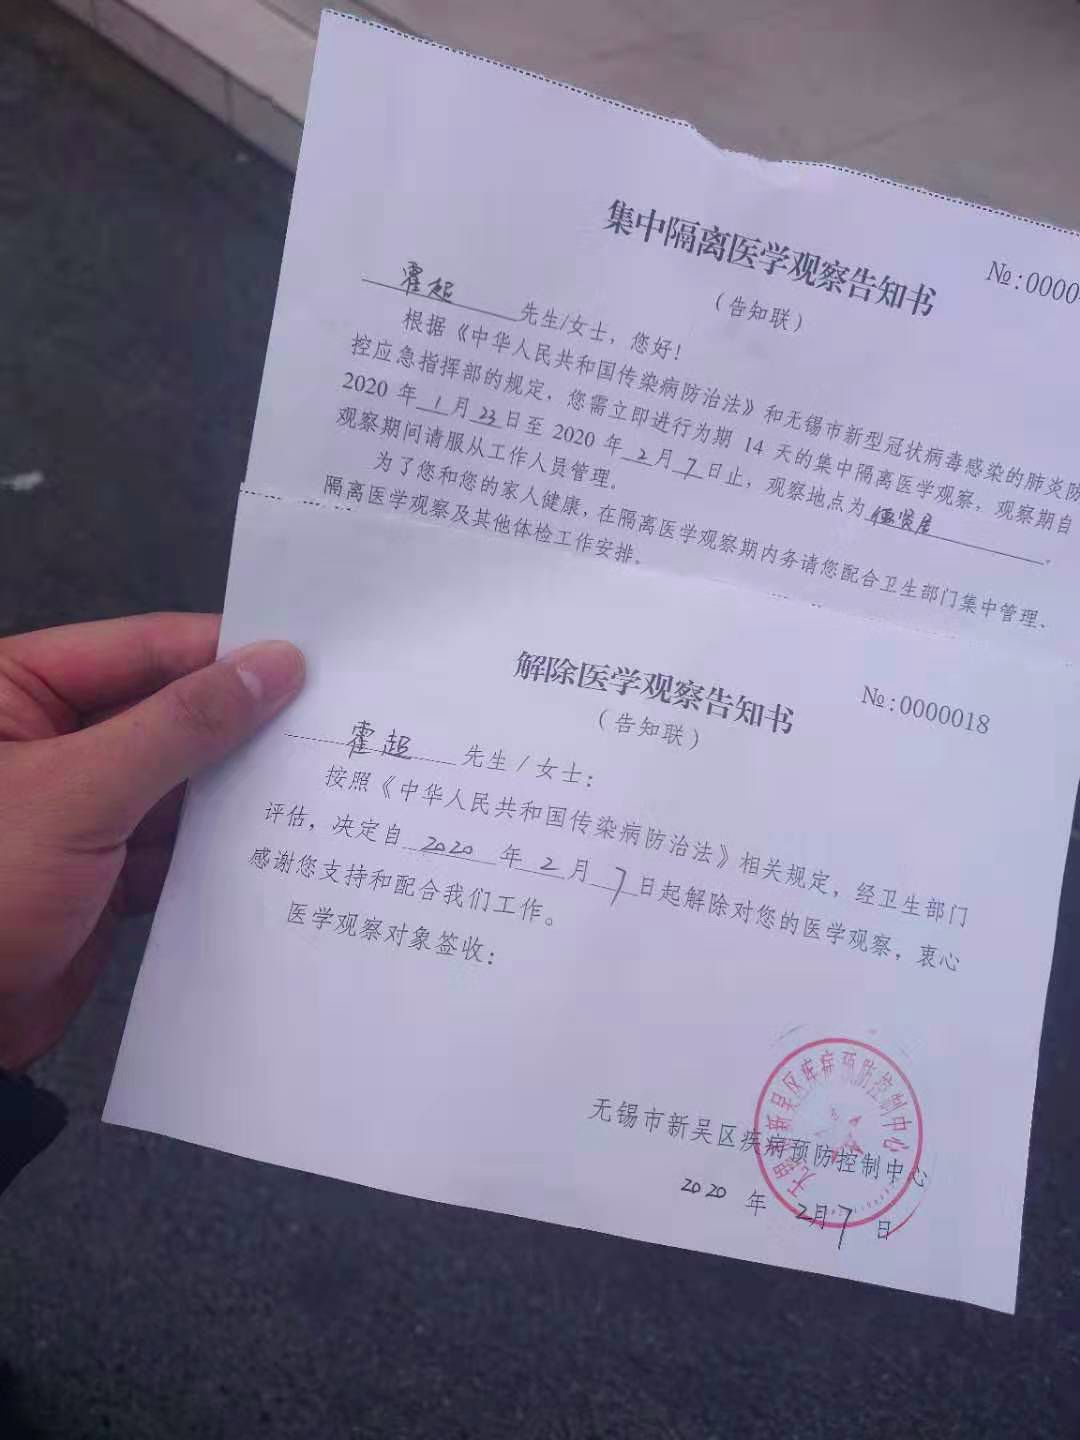 集中隔离医学观察告知书
№:0000
（告知联）
霍超 先生/女士，您好！
根据《中华人民共和国传染病防治法》和无锡市新型冠状病毒感染的肺炎防
控应急指挥部的规定，您需立即进行为期 14 天的集中隔离医学观察，观察期自
2020 年 1 月 23 日至 2020 年 2 月 7 日止，观察地点为 德贤居 。
观察期间请服从工作人员管理。
为了您和您的家人健康，在隔离医学观察期内务请您配合卫生部门集中管理、
隔离医学观察及其他体检工作安排。
解除医学观察告知书
№:0000018
（告知联）
霍超 先生/女士：
按照《中华人民共和国传染病防治法》相关规定，经卫生部门
评估，决定自 2020 年 2 月 7 日起解除对您的医学观察，衷心
感谢您支持和配合我们工作。
医学观察对象签收：
无锡市新吴区疾病预防控制中心
无锡市新吴区疾病预防控制中心
2020 年 2月7 日